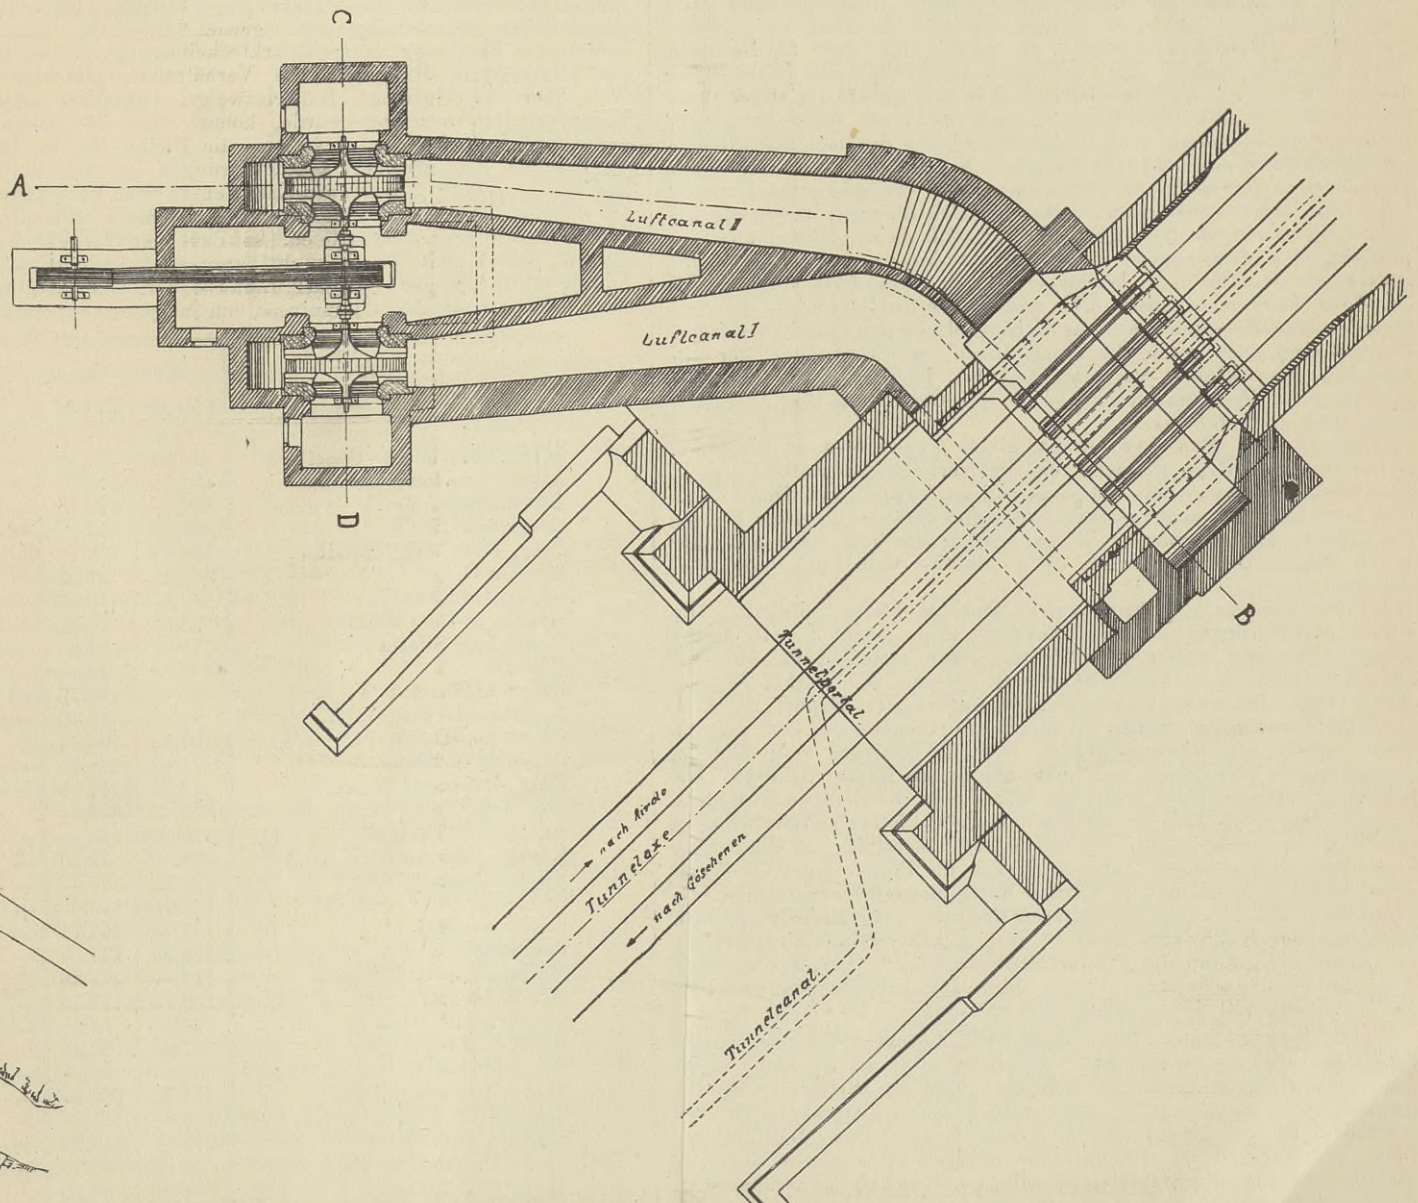 C
A
Luftcanal II
Luftcanal I
D
B
Tunnelportal
nach Airolo
Tunnelaxe
nach Göschenen
Tunnelcanal.